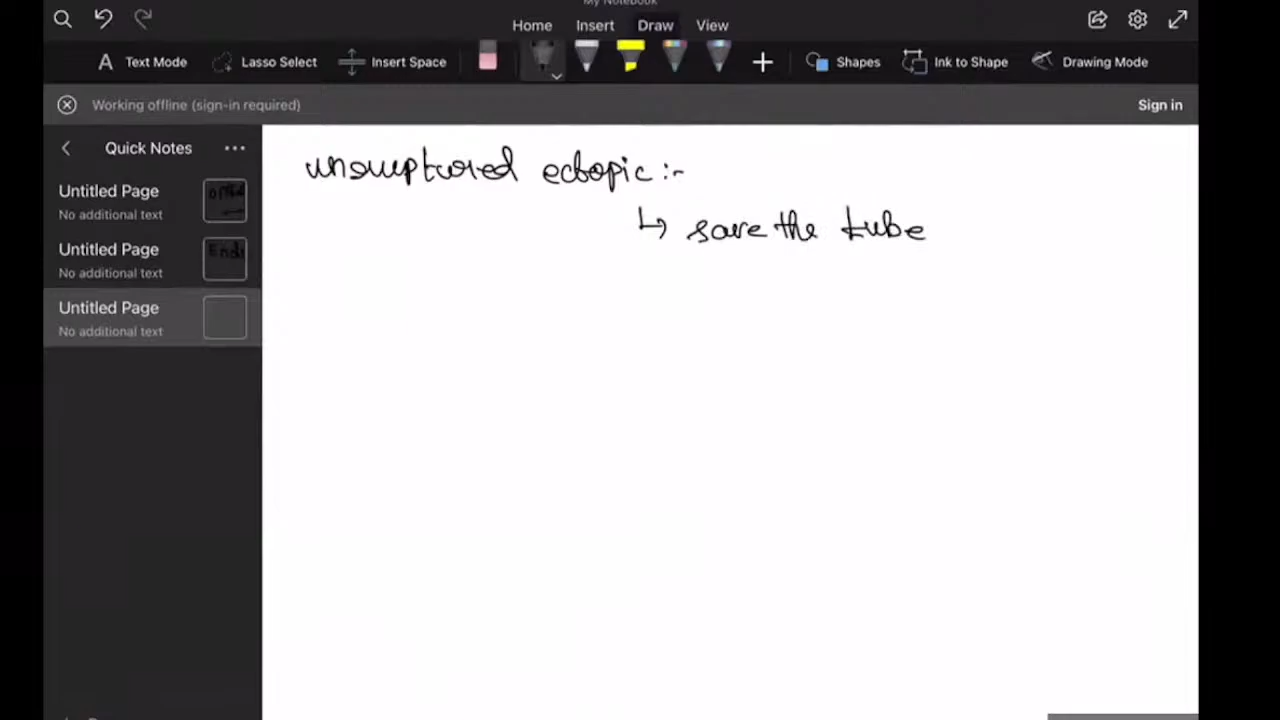 My Notebook
Home Insert Draw View
Text Mode Lasso Select Insert Space Shapes Ink to Shape Drawing Mode
Working offline (sign-in required) Sign in
Quick Notes
Untitled Page
No additional text
Untitled Page
No additional text
Untitled Page
No additional text
unruptured ectopic :-
↳ save the tube